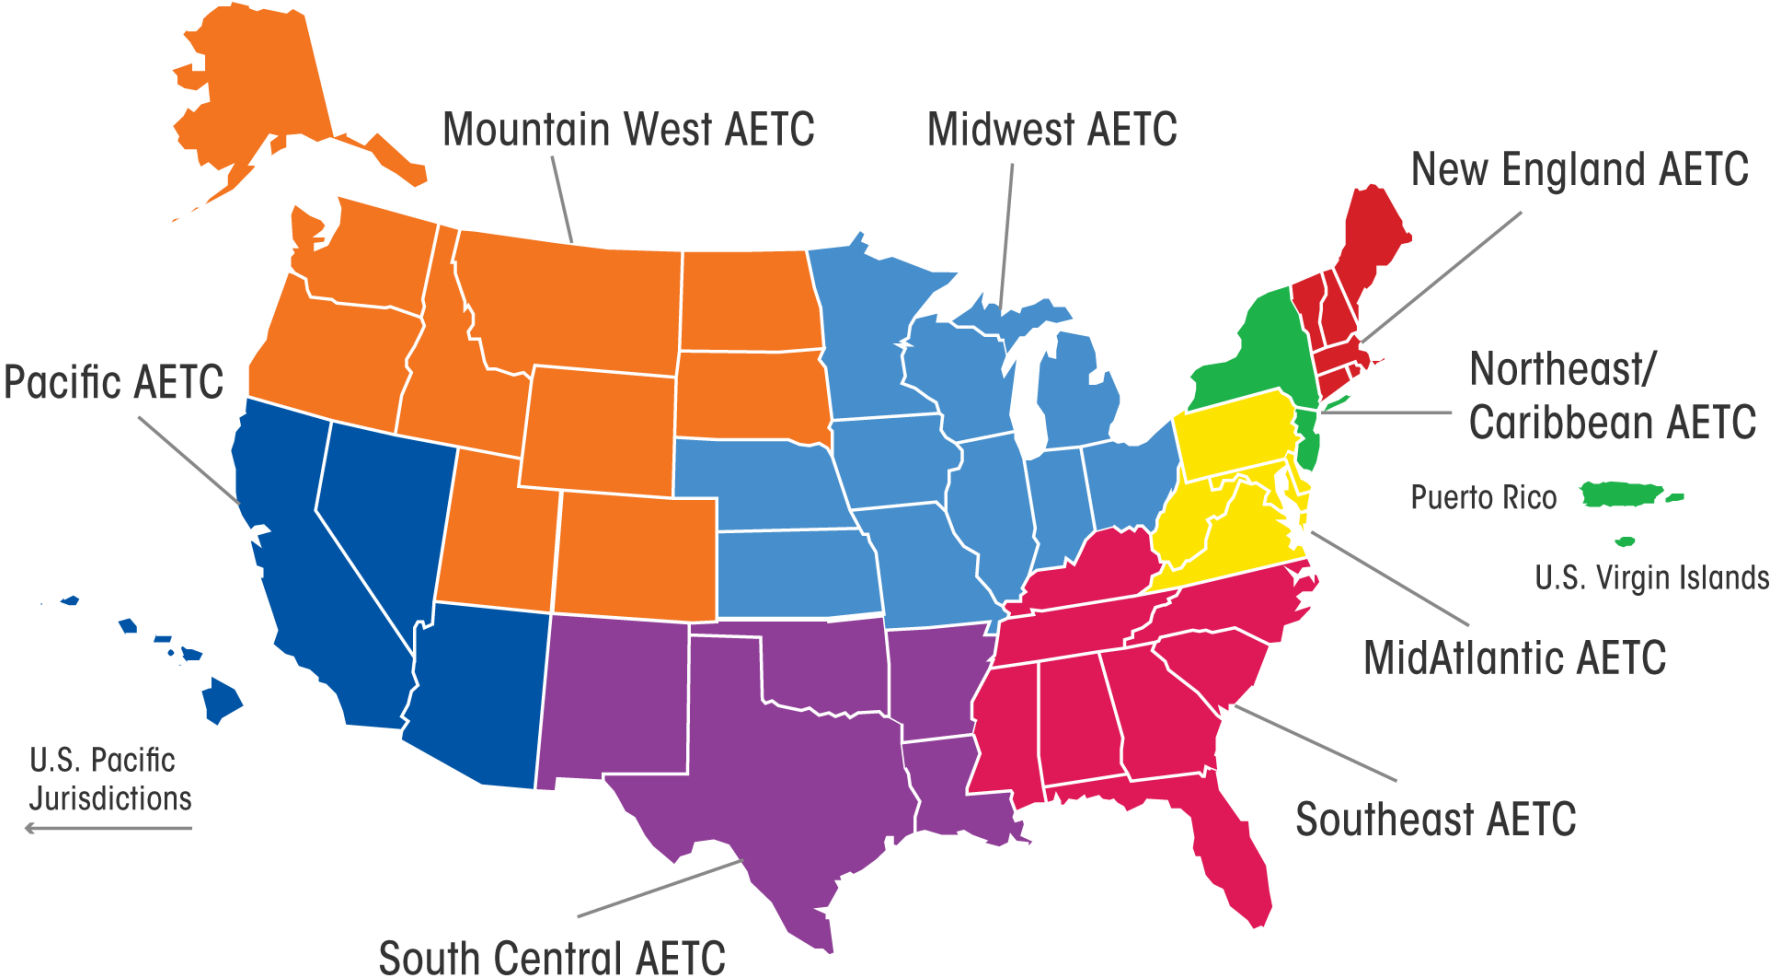 Mountain West AETC
Midwest AETC
New England AETC
Pacific AETC
Northeast/
Caribbean AETC
Puerto Rico
U.S. Virgin Islands
MidAtlantic AETC
U.S. Pacific
Jurisdictions
Southeast AETC
South Central AETC